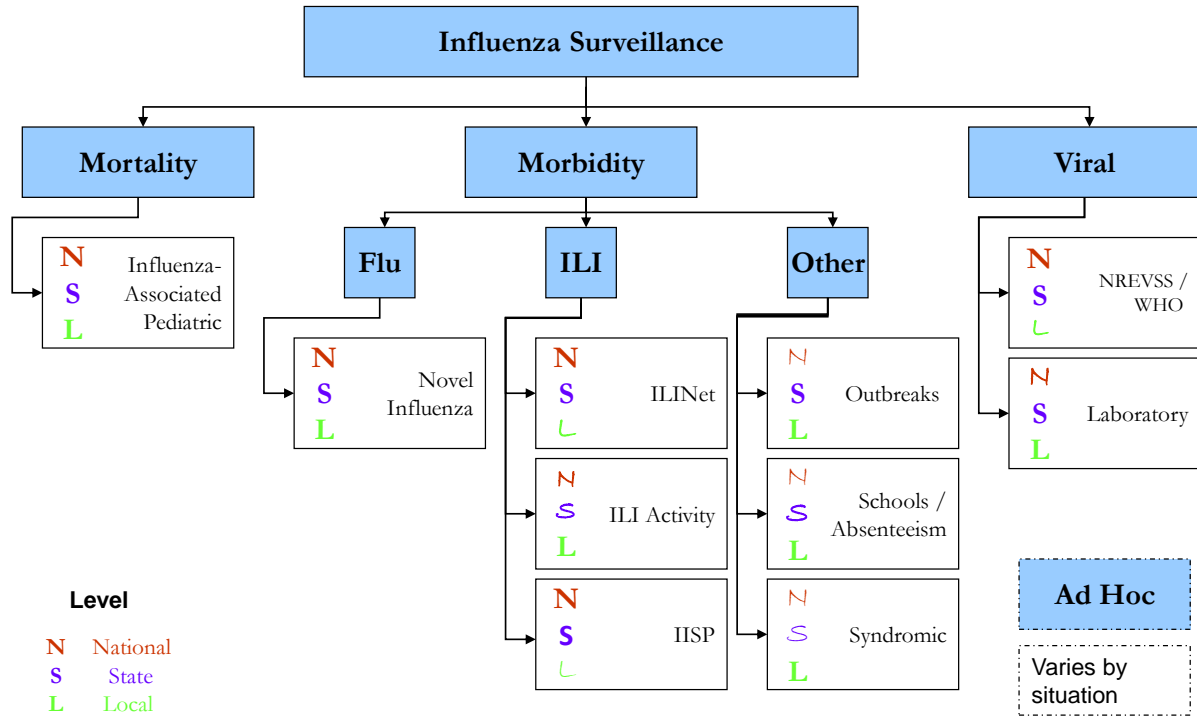 Influenza Surveillance
Mortality
Morbidity
Viral
Flu
ILI
Other
N
S
L
Influenza-
Associated
Pediatric
N
S
L
Novel
Influenza
N
S
L
ILINet
N
S
L
ILI Activity
N
S
L
IISP
N
S
L
Outbreaks
N
S
L
Schools /
Absenteeism
N
S
L
Syndromic
N
S
L
NREVSS /
WHO
N
S
L
Laboratory
Level
N National
S State
L Local
Ad Hoc
Varies by
situation